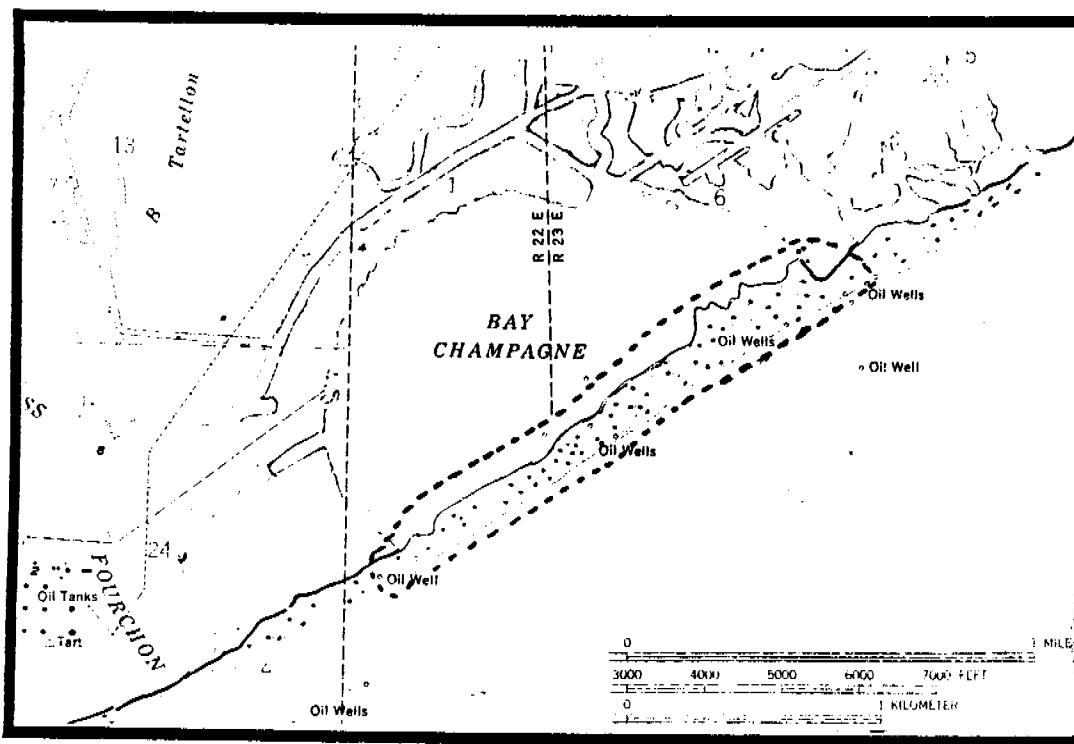 13
Tartellon
B
1
5
6
R 22 E
R 23 E
BAY
CHAMPAGNE
Oil Wells
Oil Wells
Oil Well
Oil Wells
SS
24
Oil Well
Oil Tanks
Tart
FOURCHON
Oil Wells
0 1 MILE
3000 4000 5000 6000 7000 FEET
0 1 KILOMETER